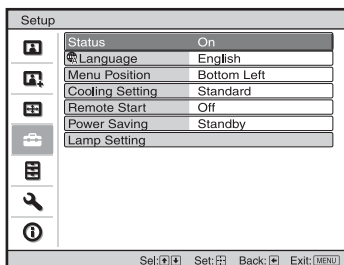 Setup
Status On
Language English
Menu Position Bottom Left
Cooling Setting Standard
Remote Start Off
Power Saving Standby
Lamp Setting
Sel: Set: Back: Exit: MENU